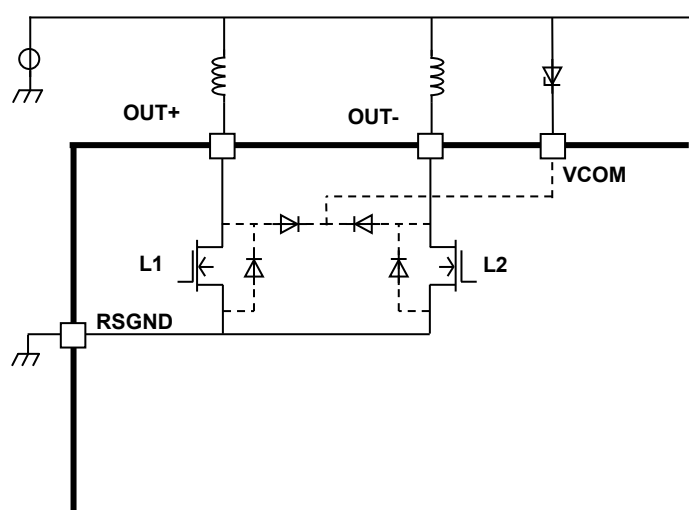 OUT+
OUT-
VCOM
L1
L2
RSGND